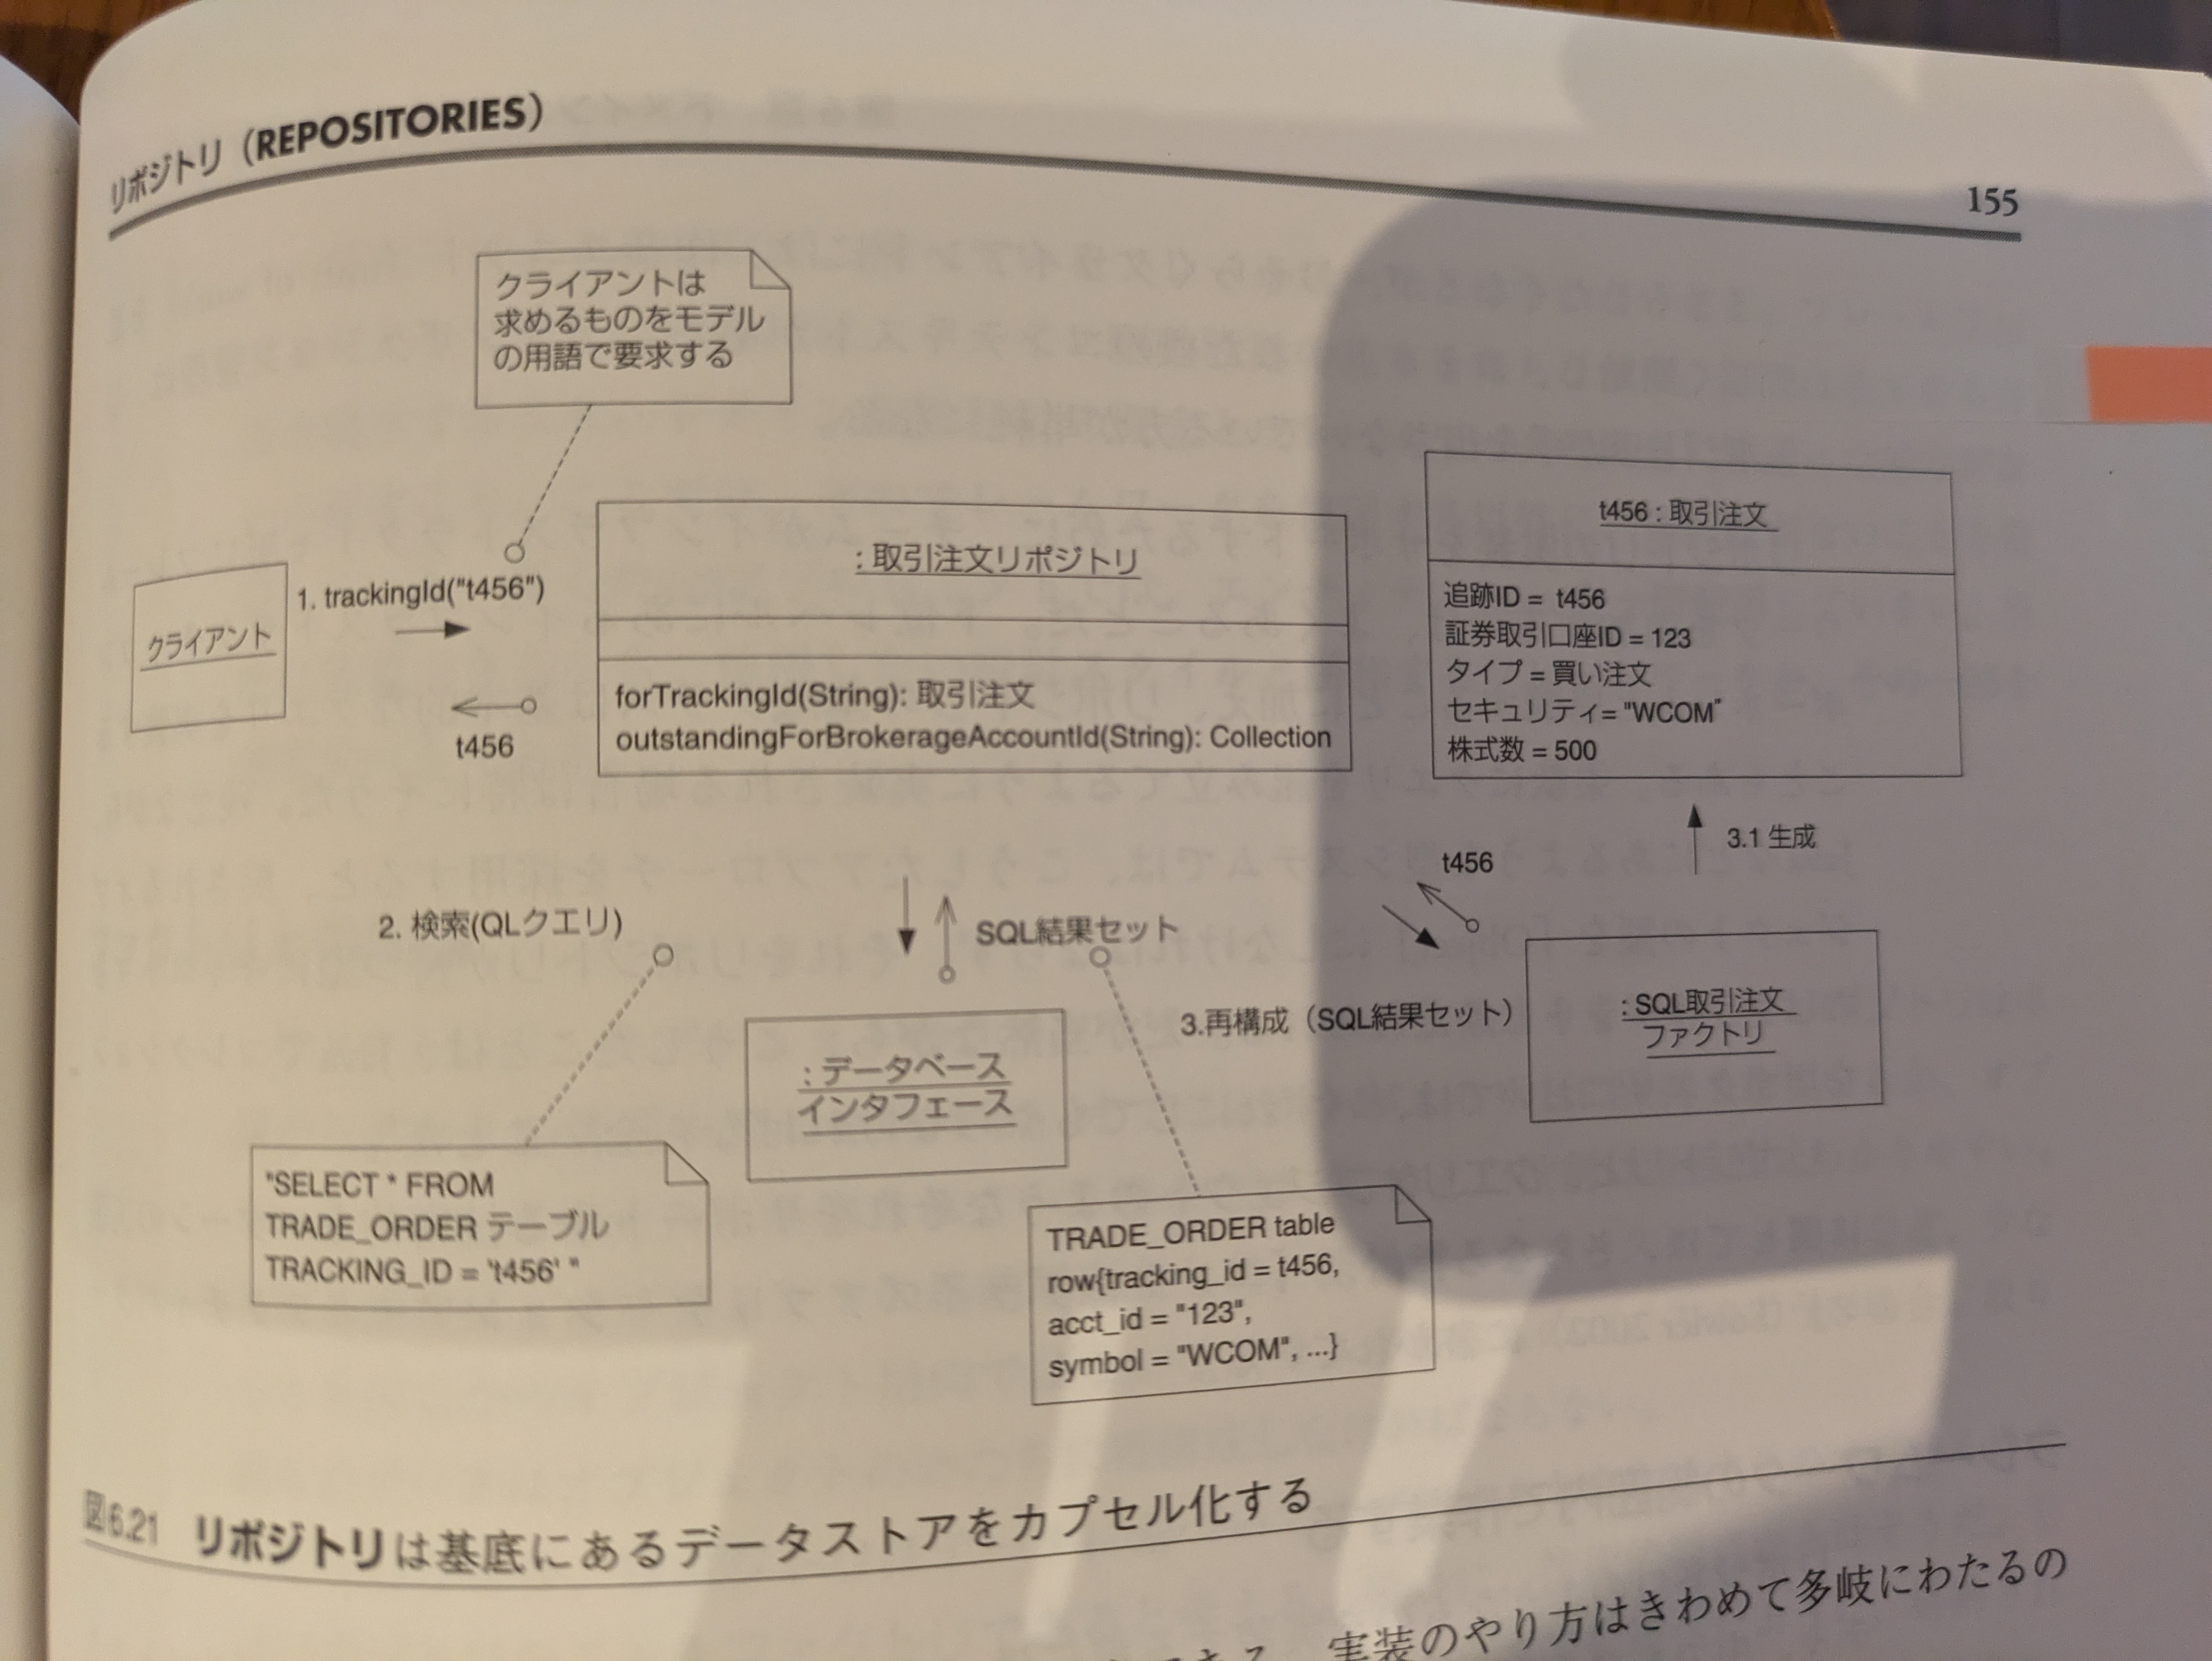 リポジトリ（REPOSITORIES）
155
クライアントは
求めるものをモデル
の用語で要求する
クライアント
1. trackingId("t456")
t456
: 取引注文リポジトリ
forTrackingId(String): 取引注文
outstandingForBrokerageAccountId(String): Collection
t456 : 取引注文
追跡ID = t456
証券取引口座ID = 123
タイプ = 買い注文
セキュリティ= "WCOM"
株式数 = 500
3.1 生成
t456
2. 検索(QLクエリ)
SQL結果セット
3.再構成（SQL結果セット）
: SQL取引注文
ファクトリ
: データベース
インタフェース
"SELECT * FROM
TRADE_ORDER テーブル
TRACKING_ID = 't456' "
TRADE_ORDER table
row{tracking_id = t456,
acct_id = "123",
symbol = "WCOM", ...}
図6.21 リポジトリは基底にあるデータストアをカプセル化する
実装のやり方はきわめて多岐にわたるの